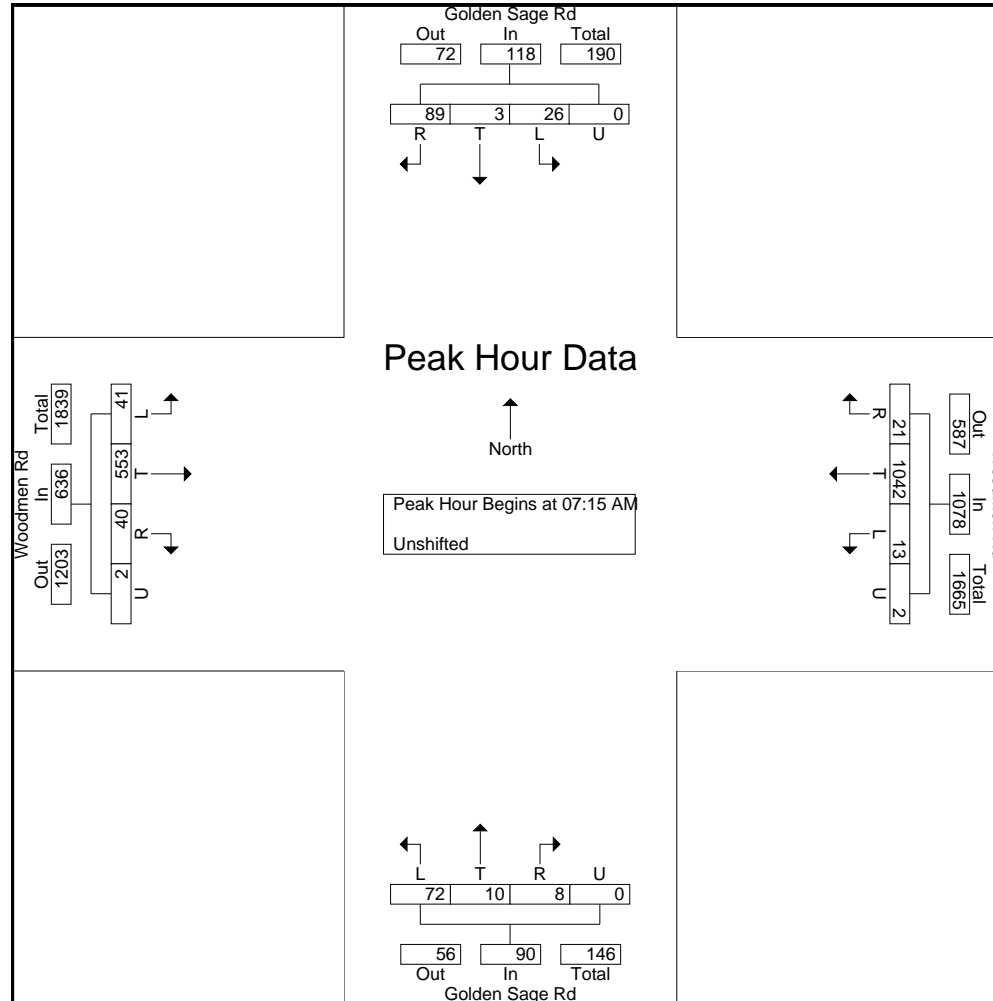 Golden Sage Rd
Out In Total
72 118 190
89 3 26 0
R T L U
Peak Hour Data
North
Peak Hour Begins at 07:15 AM
Unshifted
Woodmen Rd
Out In Total
1203 636 1839
2 40 553 41
U R T L
Out In Total
587 1078 1665
21 1042 13 2
R T L U
L T R U
72 10 8 0
56 90 146
Out In Total
Golden Sage Rd